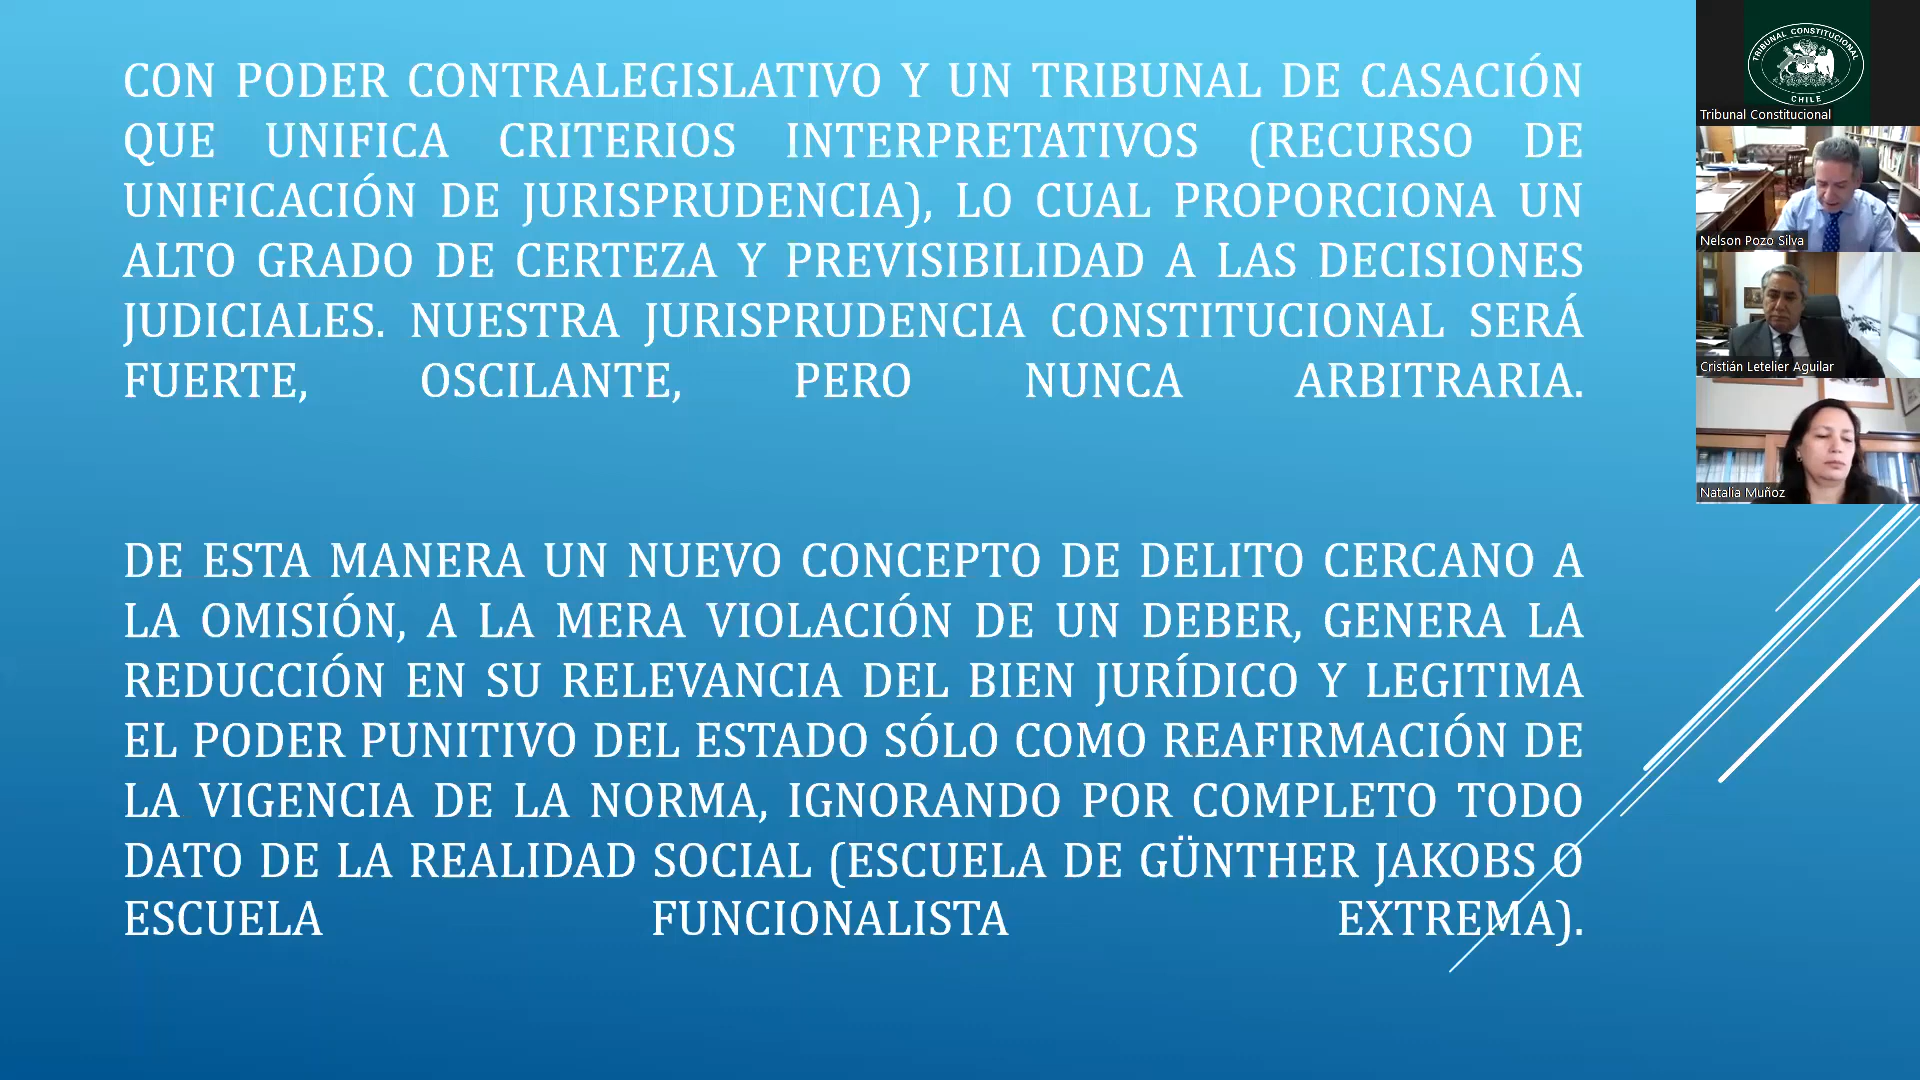 CON PODER CONTRALEGISLATIVO Y UN TRIBUNAL DE CASACIÓN
QUE UNIFICA CRITERIOS INTERPRETATIVOS (RECURSO DE
UNIFICACIÓN DE JURISPRUDENCIA), LO CUAL PROPORCIONA UN
ALTO GRADO DE CERTEZA Y PREVISIBILIDAD A LAS DECISIONES
JUDICIALES. NUESTRA JURISPRUDENCIA CONSTITUCIONAL SERÁ
FUERTE, OSCILANTE, PERO NUNCA ARBITRARIA.
DE ESTA MANERA UN NUEVO CONCEPTO DE DELITO CERCANO A
LA OMISIÓN, A LA MERA VIOLACIÓN DE UN DEBER, GENERA LA
REDUCCIÓN EN SU RELEVANCIA DEL BIEN JURÍDICO Y LEGITIMA
EL PODER PUNITIVO DEL ESTADO SÓLO COMO REAFIRMACIÓN DE
LA VIGENCIA DE LA NORMA, IGNORANDO POR COMPLETO TODO
DATO DE LA REALIDAD SOCIAL (ESCUELA DE GÜNTHER JAKOBS O
ESCUELA FUNCIONALISTA EXTREMA).
TRIBUNAL CONSTITUCIONAL
CHILE
Tribunal Constitucional
Nelson Pozo Silva
Cristián Letelier Aguilar
Natalia Muñoz